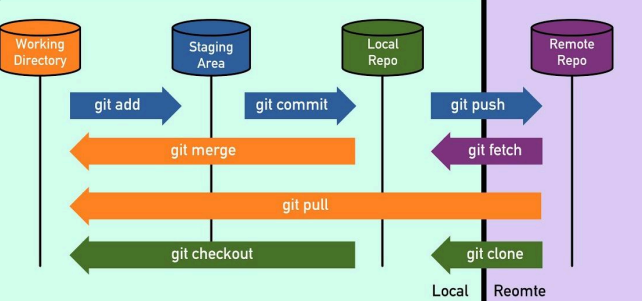 Working
Directory
Staging
Area
Local
Repo
Remote
Repo
git add
git commit
git push
git merge
git fetch
git pull
git checkout
git clone
Local
Reomte